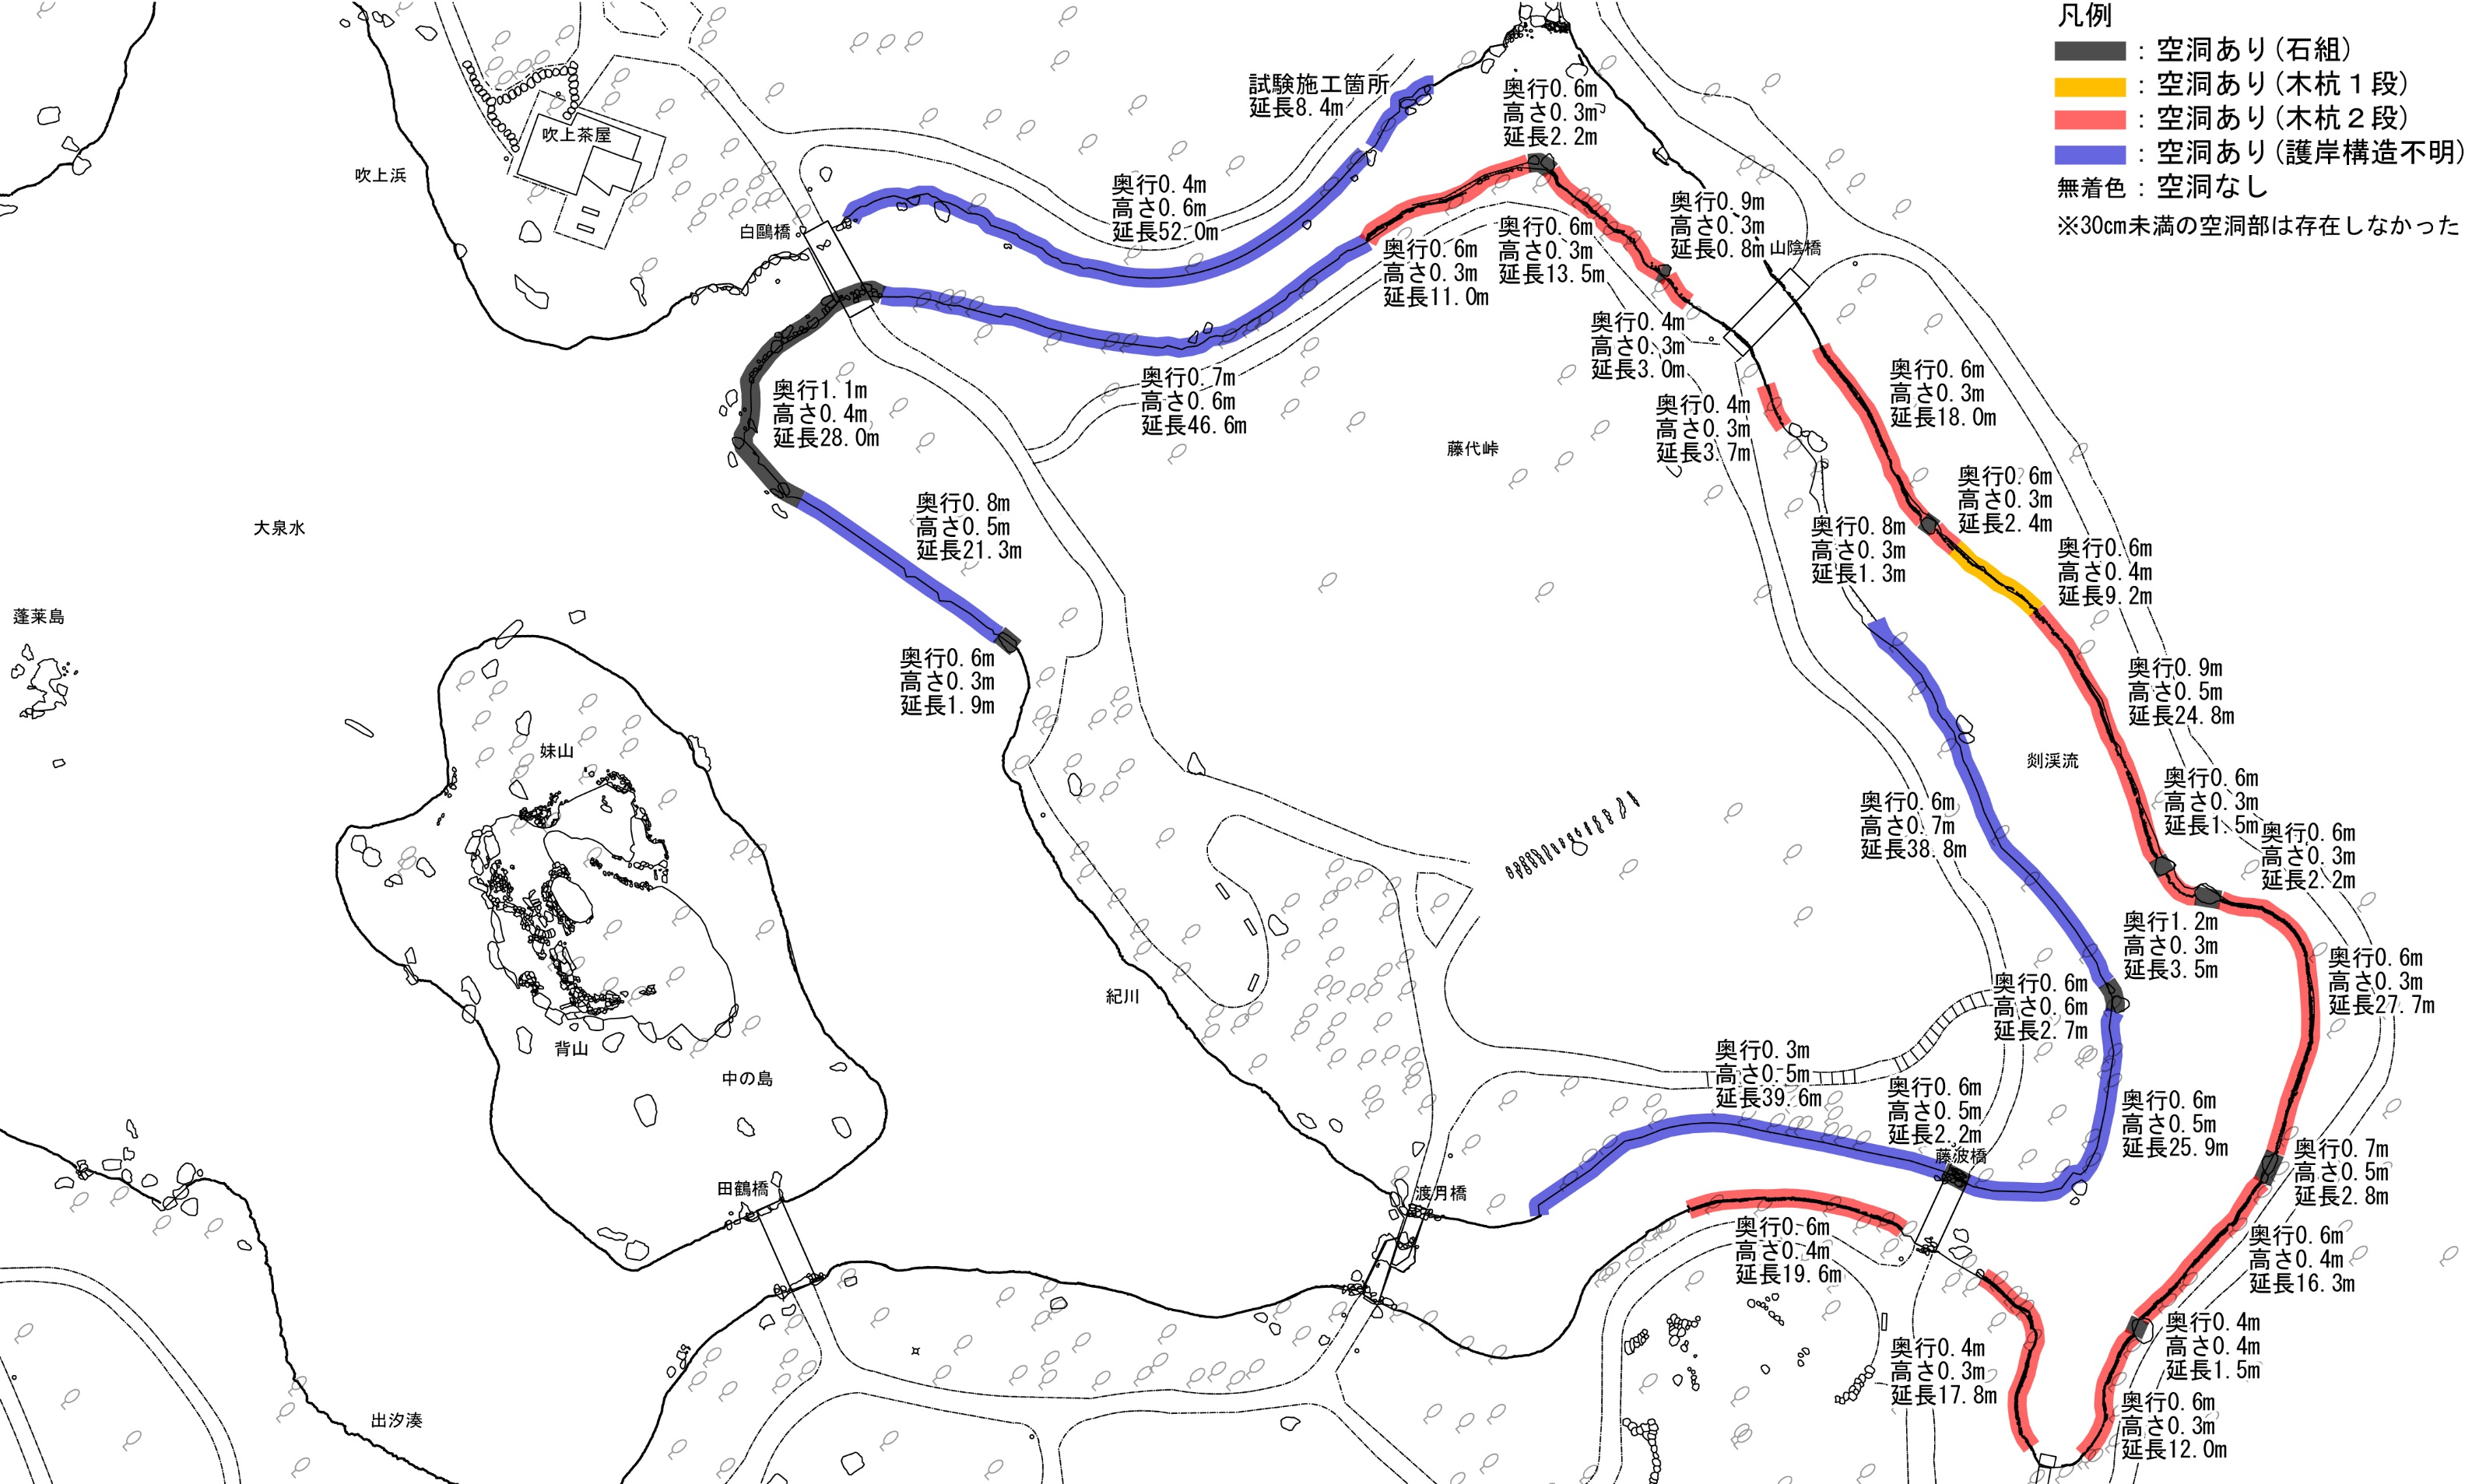 凡例
：空洞あり(石組)
：空洞あり(木杭１段)
：空洞あり(木杭２段)
：空洞あり(護岸構造不明)
無着色：空洞なし
※30cm未満の空洞部は存在しなかった
試験施工箇所
延長8.4m
奥行0.6m
高さ0.3m
延長2.2m
吹上茶屋
吹上浜
奥行0.4m
高さ0.6m
延長52.0m
白鷗橋
奥行0.9m
高さ0.3m
延長0.8m
山陰橋
奥行0.6m
高さ0.3m
延長13.5m
奥行0.6m
高さ0.3m
延長11.0m
奥行0.4m
高さ0.3m
延長3.0m
奥行1.1m
高さ0.4m
延長28.0m
奥行0.7m
高さ0.6m
延長46.6m
奥行0.6m
高さ0.3m
延長18.0m
奥行0.4m
高さ0.3m
延長3.7m
藤代峠
奥行0.6m
高さ0.3m
延長2.4m
奥行0.8m
高さ0.5m
延長21.3m
大泉水
奥行0.8m
高さ0.3m
延長1.3m
奥行0.6m
高さ0.4m
延長9.2m
蓬莱島
奥行0.6m
高さ0.3m
延長1.9m
奥行0.9m
高さ0.5m
延長24.8m
妹山
剡渓流
奥行0.6m
高さ0.3m
延長1.5m
奥行0.6m
高さ0.7m
延長38.8m
奥行0.6m
高さ0.3m
延長2.2m
奥行1.2m
高さ0.3m
延長3.5m
奥行0.6m
高さ0.3m
延長27.7m
紀川
奥行0.6m
高さ0.6m
延長2.7m
背山
中の島
奥行0.3m
高さ0.5m
延長39.6m
奥行0.6m
高さ0.5m
延長2.2m
藤波橋
奥行0.6m
高さ0.5m
延長25.9m
奥行0.7m
高さ0.5m
延長2.8m
田鶴橋
渡月橋
奥行0.6m
高さ0.4m
延長19.6m
奥行0.6m
高さ0.4m
延長16.3m
奥行0.4m
高さ0.3m
延長17.8m
奥行0.4m
高さ0.4m
延長1.5m
出汐湊
奥行0.6m
高さ0.3m
延長12.0m